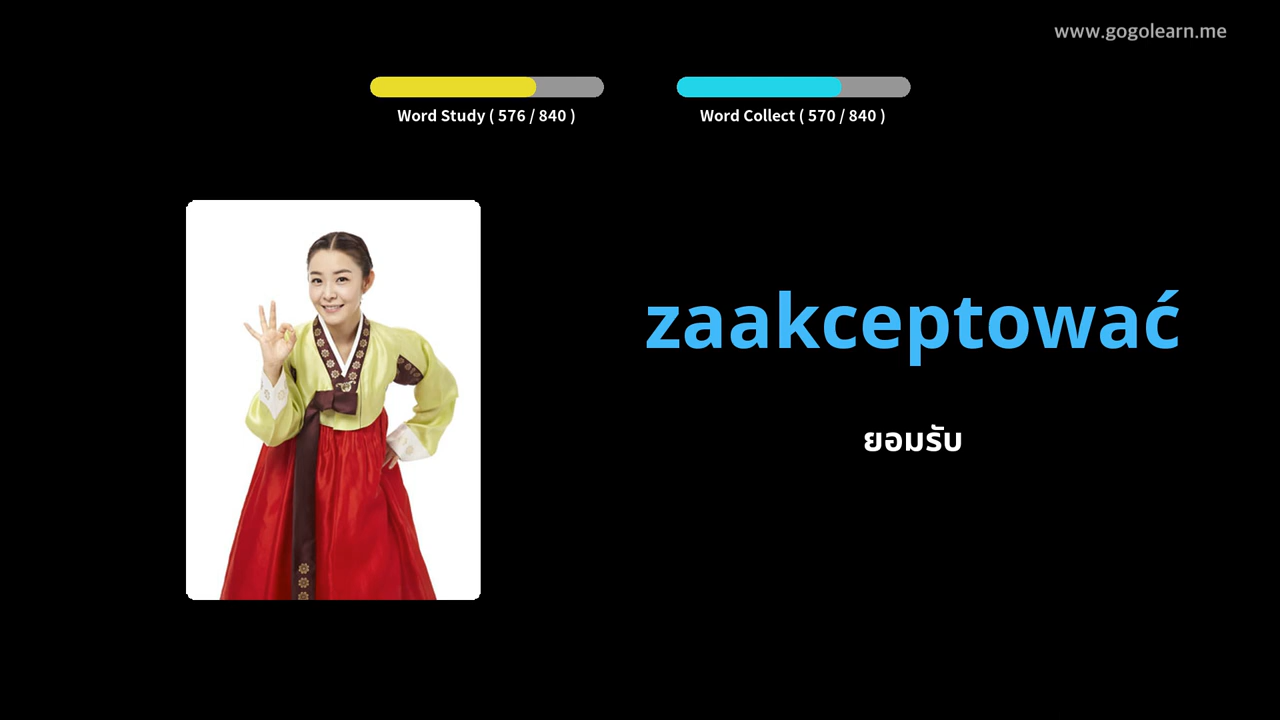 www.gogolearn.me
Word Study ( 576 / 840 )
Word Collect ( 570 / 840 )
zaakceptować
ยอมรับ